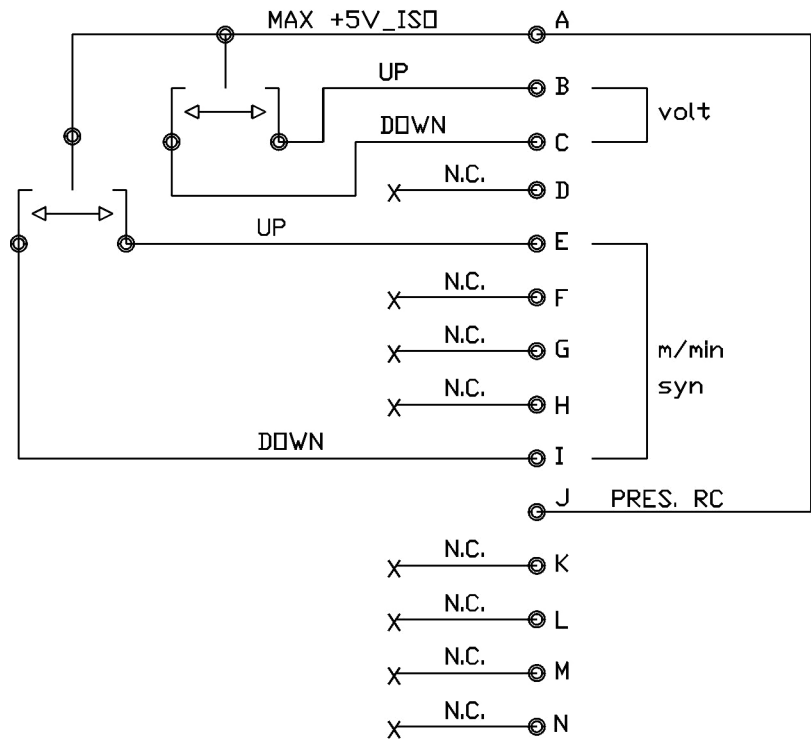 MAX +5V_ISO A
UP B
volt
DOWN C
N.C. D
UP E
N.C. F
N.C. G
m/min
syn
N.C. H
DOWN I
J PRES. RC
N.C. K
N.C. L
N.C. M
N.C. N